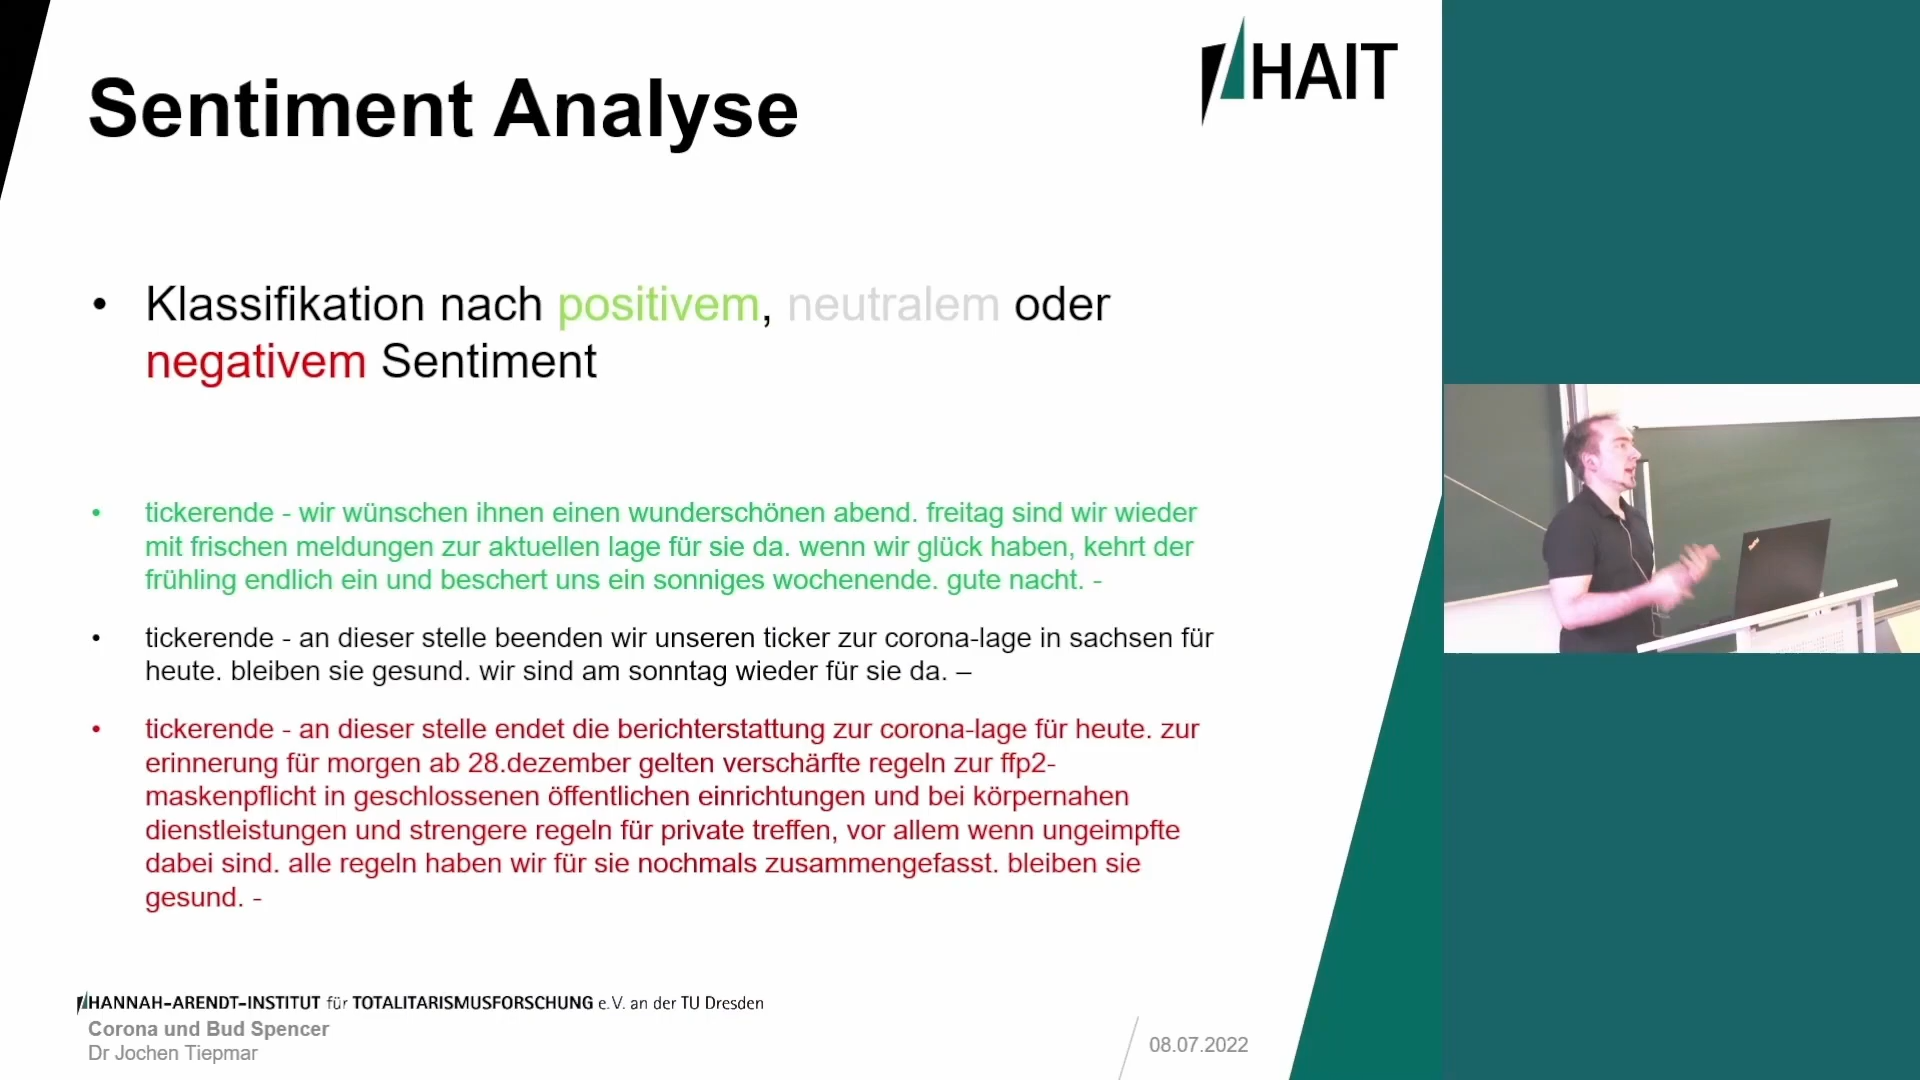 HAIT
Sentiment Analyse
• Klassifikation nach positivem, neutralem oder
negativem Sentiment
• tickerende - wir wünschen ihnen einen wunderschönen abend. freitag sind wir wieder
mit frischen meldungen zur aktuellen lage für sie da. wenn wir glück haben, kehrt der
frühling endlich ein und beschert uns ein sonniges wochenende. gute nacht. -
• tickerende - an dieser stelle beenden wir unseren ticker zur corona-lage in sachsen für
heute. bleiben sie gesund. wir sind am sonntag wieder für sie da. –
• tickerende - an dieser stelle endet die berichterstattung zur corona-lage für heute. zur
erinnerung für morgen ab 28.dezember gelten verschärfte regeln zur ffp2-
maskenpflicht in geschlossenen öffentlichen einrichtungen und bei körpernahen
dienstleistungen und strengere regeln für private treffen, vor allem wenn ungeimpfte
dabei sind. alle regeln haben wir für sie nochmals zusammengefasst. bleiben sie
gesund. -
HANNAH-ARENDT-INSTITUT für TOTALITARISMUSFORSCHUNG e.V. an der TU Dresden
Corona und Bud Spencer
Dr Jochen Tiepmar
08.07.2022